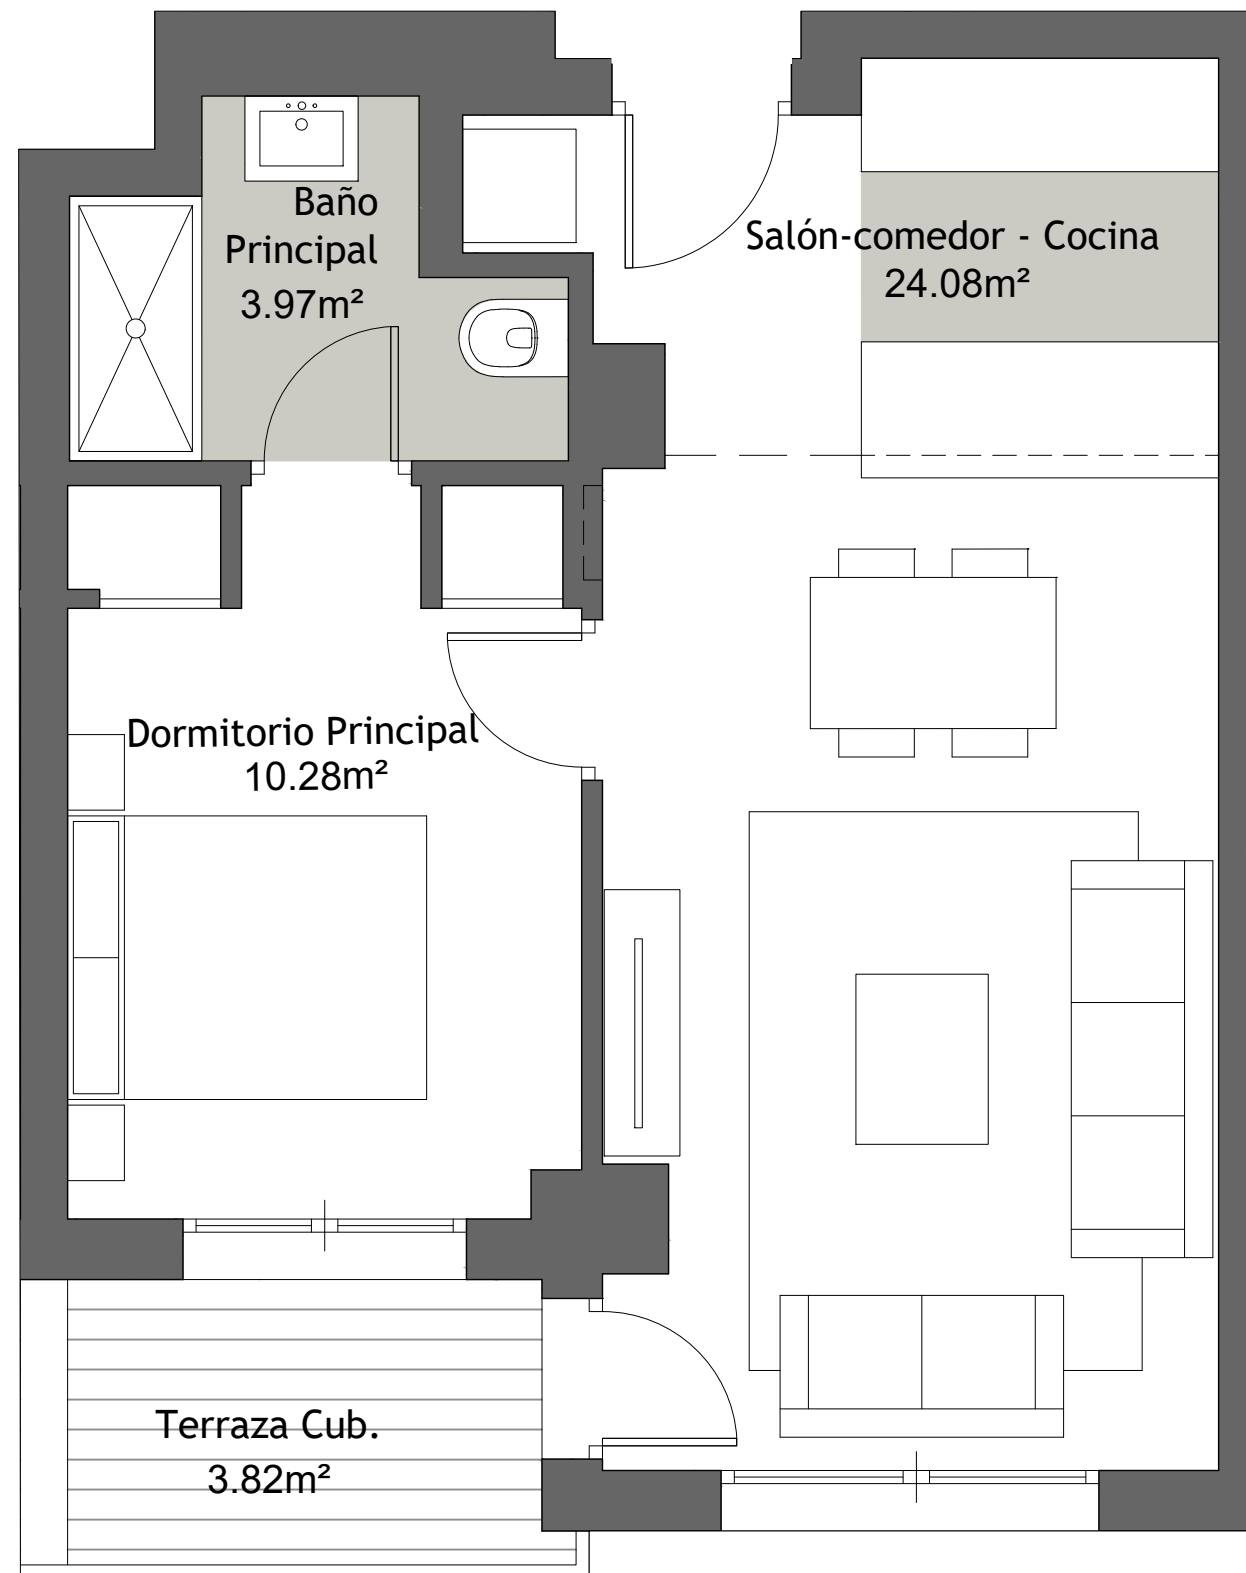 Baño
Principal
3.97m²
Salón-comedor - Cocina
24.08m²
Dormitorio Principal
10.28m²
Terraza Cub.
3.82m²